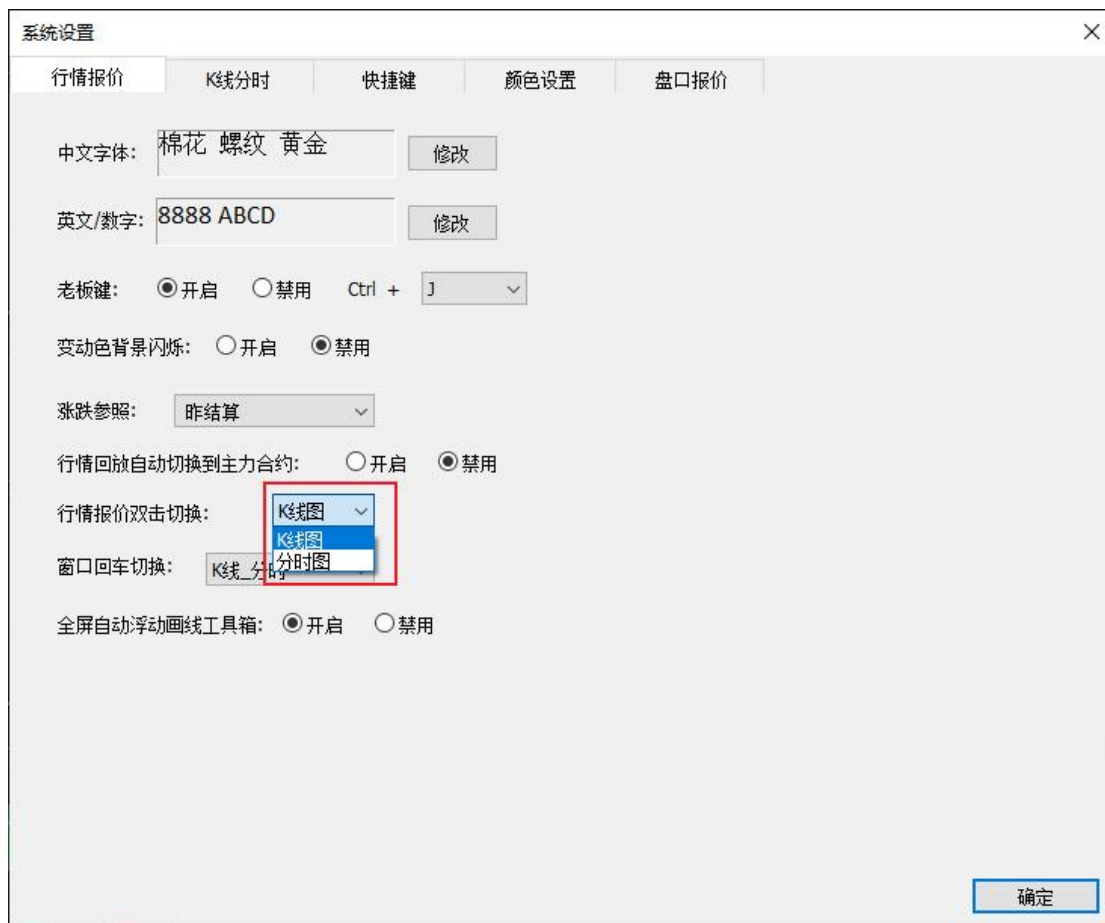 系统设置
行情报价 K线分时 快捷键 颜色设置 盘口报价
中文字体: 棉花 螺纹 黄金 修改
英文/数字: 8888 ABCD 修改
老板键: 开启 禁用 Ctrl + J
变动色背景闪烁: 开启 禁用
涨跌参照: 昨结算
行情回放自动切换到主力合约: 开启 禁用
行情报价双击切换: K线图
K线图
分时图
窗口回车切换: K线_分时
全屏自动浮动画线工具箱: 开启 禁用
确定